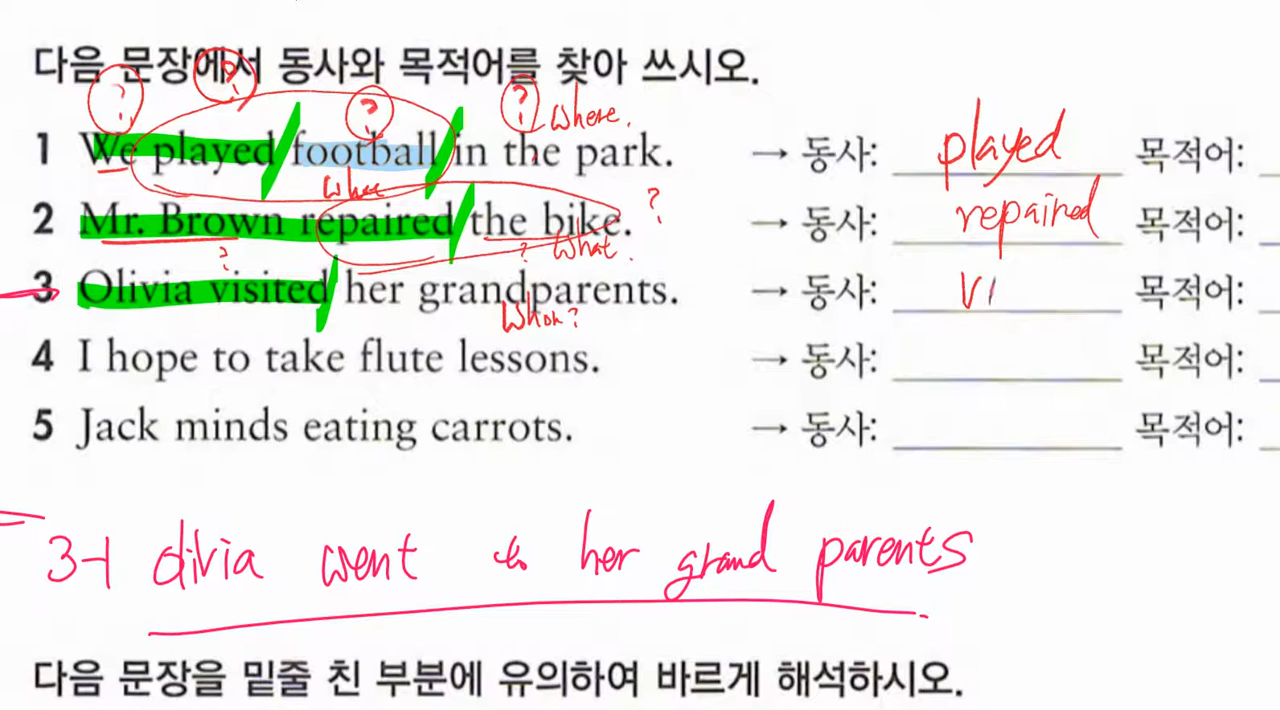 다음 문장에서 동사와 목적어를 찾아 쓰시오.
? ? ? ? Where.
1 We played football in the park. → 동사: played 목적어:
What
2 Mr. Brown repaired the bike. ? → 동사: repaired 목적어:
? ? What.
3 Olivia visited her grandparents. → 동사: vi 목적어:
?
4 I hope to take flute lessons. → 동사: 목적어:
5 Jack minds eating carrots. → 동사: 목적어:
3-1 Olivia went to her grand parents
다음 문장을 밑줄 친 부분에 유의하여 바르게 해석하시오.